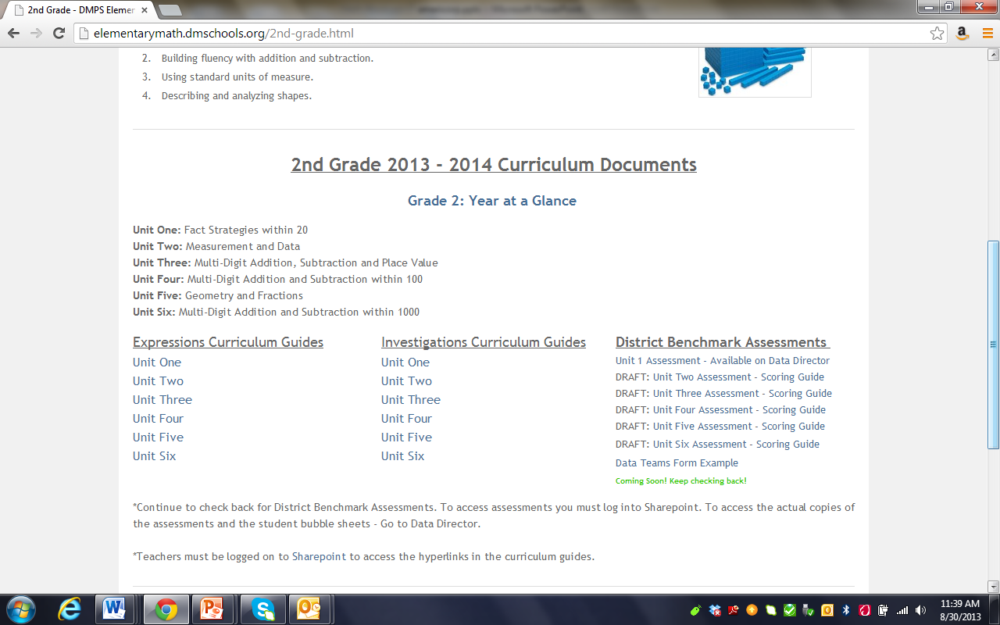 2nd Grade - DMPS Elemen
elementarymath.dmschools.org/2nd-grade.html
2. Building fluency with addition and subtraction.
3. Using standard units of measure.
4. Describing and analyzing shapes.
2nd Grade 2013 - 2014 Curriculum Documents
Grade 2: Year at a Glance
Unit One: Fact Strategies within 20
Unit Two: Measurement and Data
Unit Three: Multi-Digit Addition, Subtraction and Place Value
Unit Four: Multi-Digit Addition and Subtraction within 100
Unit Five: Geometry and Fractions
Unit Six: Multi-Digit Addition and Subtraction within 1000
Expressions Curriculum Guides
Unit One
Unit Two
Unit Three
Unit Four
Unit Five
Unit Six
Investigations Curriculum Guides
Unit One
Unit Two
Unit Three
Unit Four
Unit Five
Unit Six
District Benchmark Assessments
Unit 1 Assessment - Available on Data Director
DRAFT: Unit Two Assessment - Scoring Guide
DRAFT: Unit Three Assessment - Scoring Guide
DRAFT: Unit Four Assessment - Scoring Guide
DRAFT: Unit Five Assessment - Scoring Guide
DRAFT: Unit Six Assessment - Scoring Guide
Data Teams Form Example
Coming Soon! Keep checking back!
*Continue to check back for District Benchmark Assessments. To access assessments you must log into Sharepoint. To access the actual copies of
the assessments and the student bubble sheets - Go to Data Director.
*Teachers must be logged on to Sharepoint to access the hyperlinks in the curriculum guides.
11:39 AM
8/30/2013